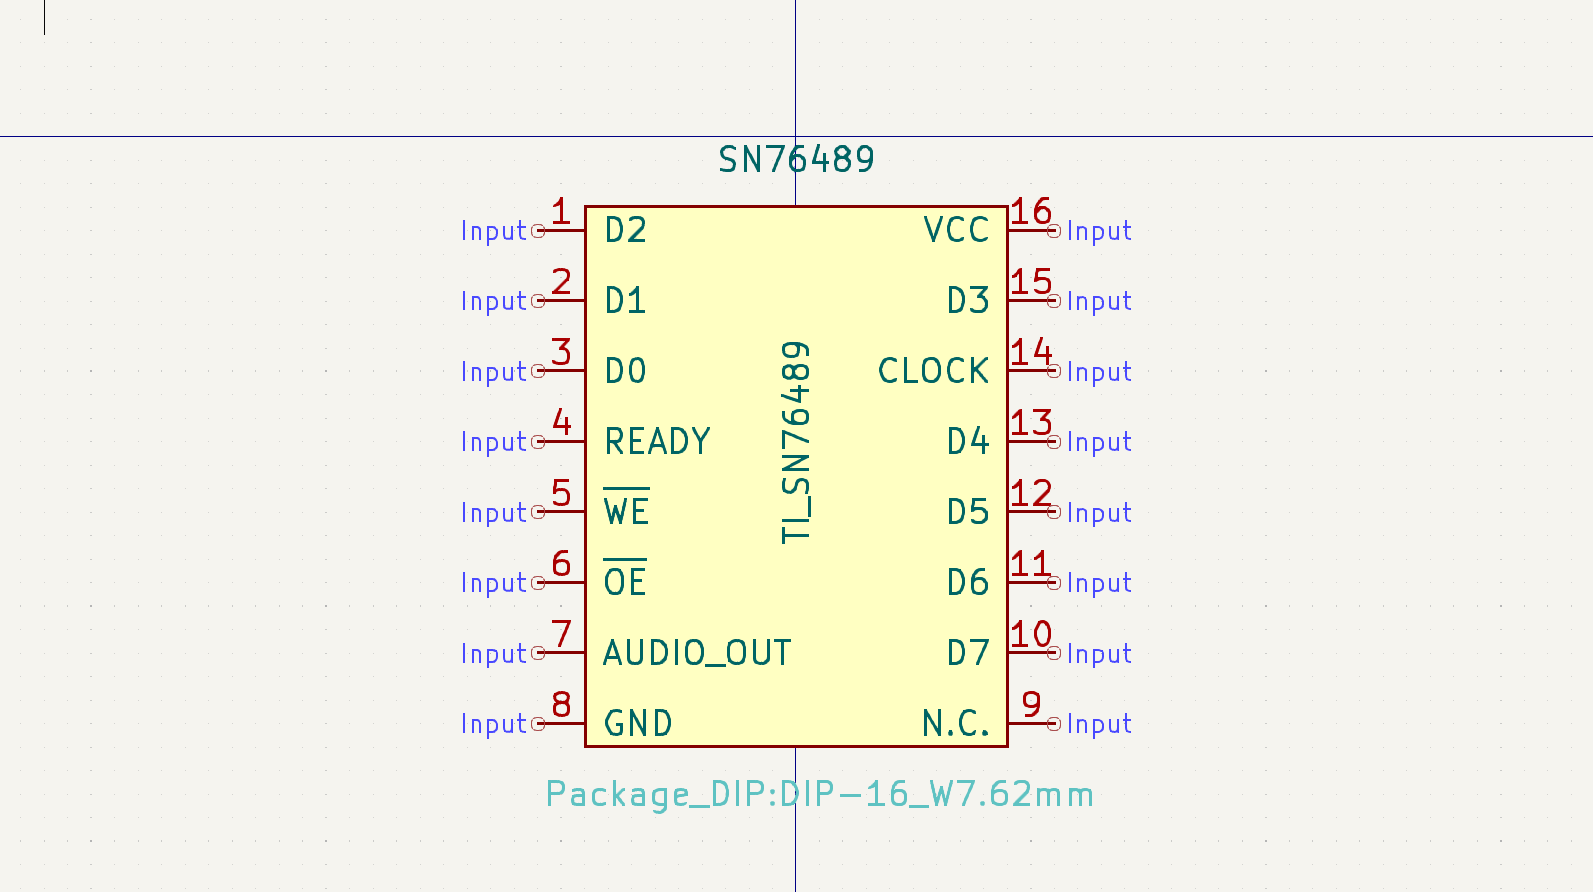 SN76489
Input 1 D2 VCC 16 Input
Input 2 D1 D3 15 Input
Input 3 D0 CLOCK 14 Input
Input 4 READY D4 13 Input
Input 5 WE D5 12 Input
Input 6 OE D6 11 Input
Input 7 AUDIO_OUT D7 10 Input
Input 8 GND N.C. 9 Input
TI_SN76489
Package_DIP:DIP-16_W7.62mm